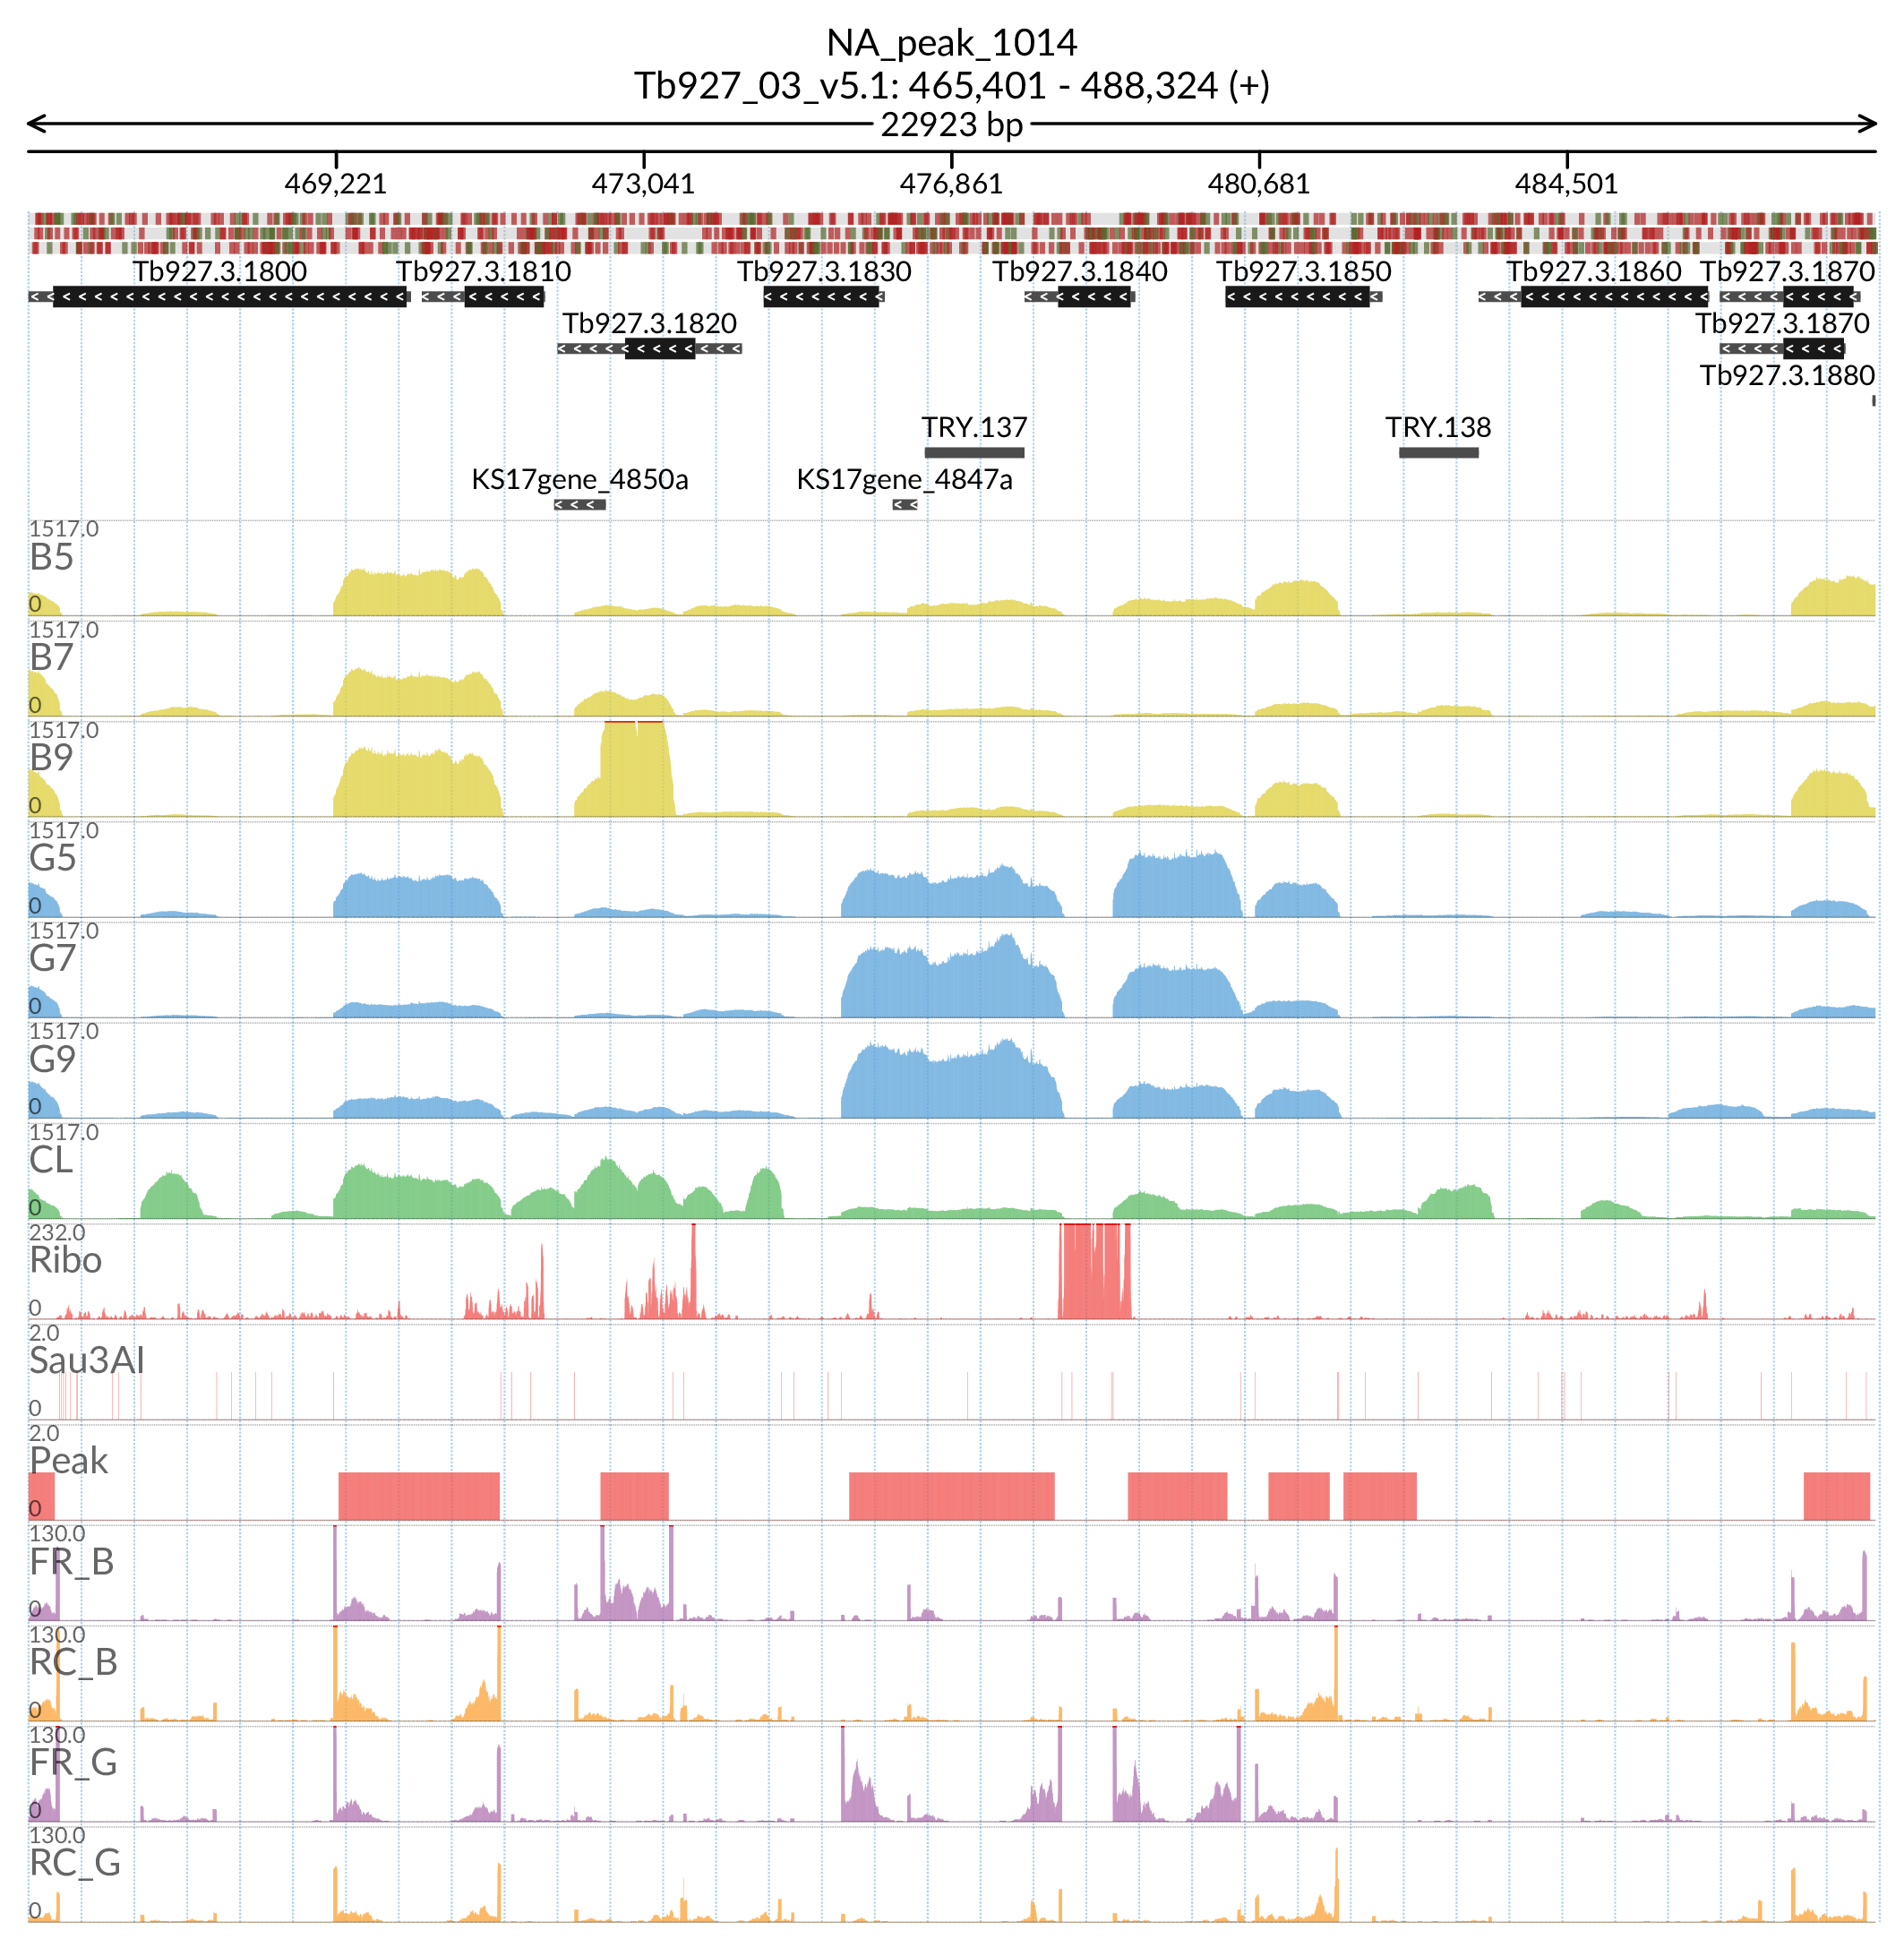 NA_peak_1014
Tb927_03_v5.1: 465,401 - 488,324 (+)
22923 bp
469,221 473,041 476,861 480,681 484,501
Tb927.3.1800 Tb927.3.1810 Tb927.3.1830 Tb927.3.1840 Tb927.3.1850 Tb927.3.1860 Tb927.3.1870
Tb927.3.1820 Tb927.3.1870
Tb927.3.1880
TRY.137 TRY.138
KS17gene_4850a KS17gene_4847a
1517.0
B5
0
1517.0
B7
0
1517.0
B9
0
1517.0
G5
0
1517.0
G7
0
1517.0
G9
0
1517.0
CL
0
232.0
Ribo
0
2.0
Sau3AI
0
2.0
Peak
0
130.0
FR_B
0
130.0
RC_B
0
130.0
FR_G
0
130.0
RC_G
0